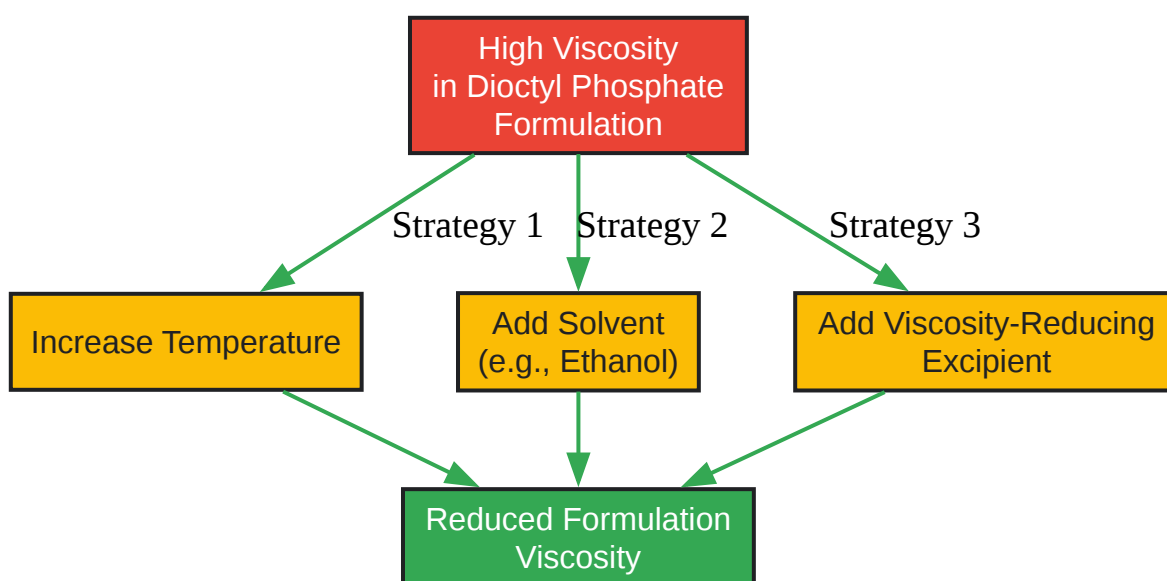 High Viscosity
in Dioctyl Phosphate
Formulation
Strategy 1
Strategy 2
Strategy 3
Increase Temperature
Add Solvent
(e.g., Ethanol)
Add Viscosity-Reducing
Excipient
Reduced Formulation
Viscosity